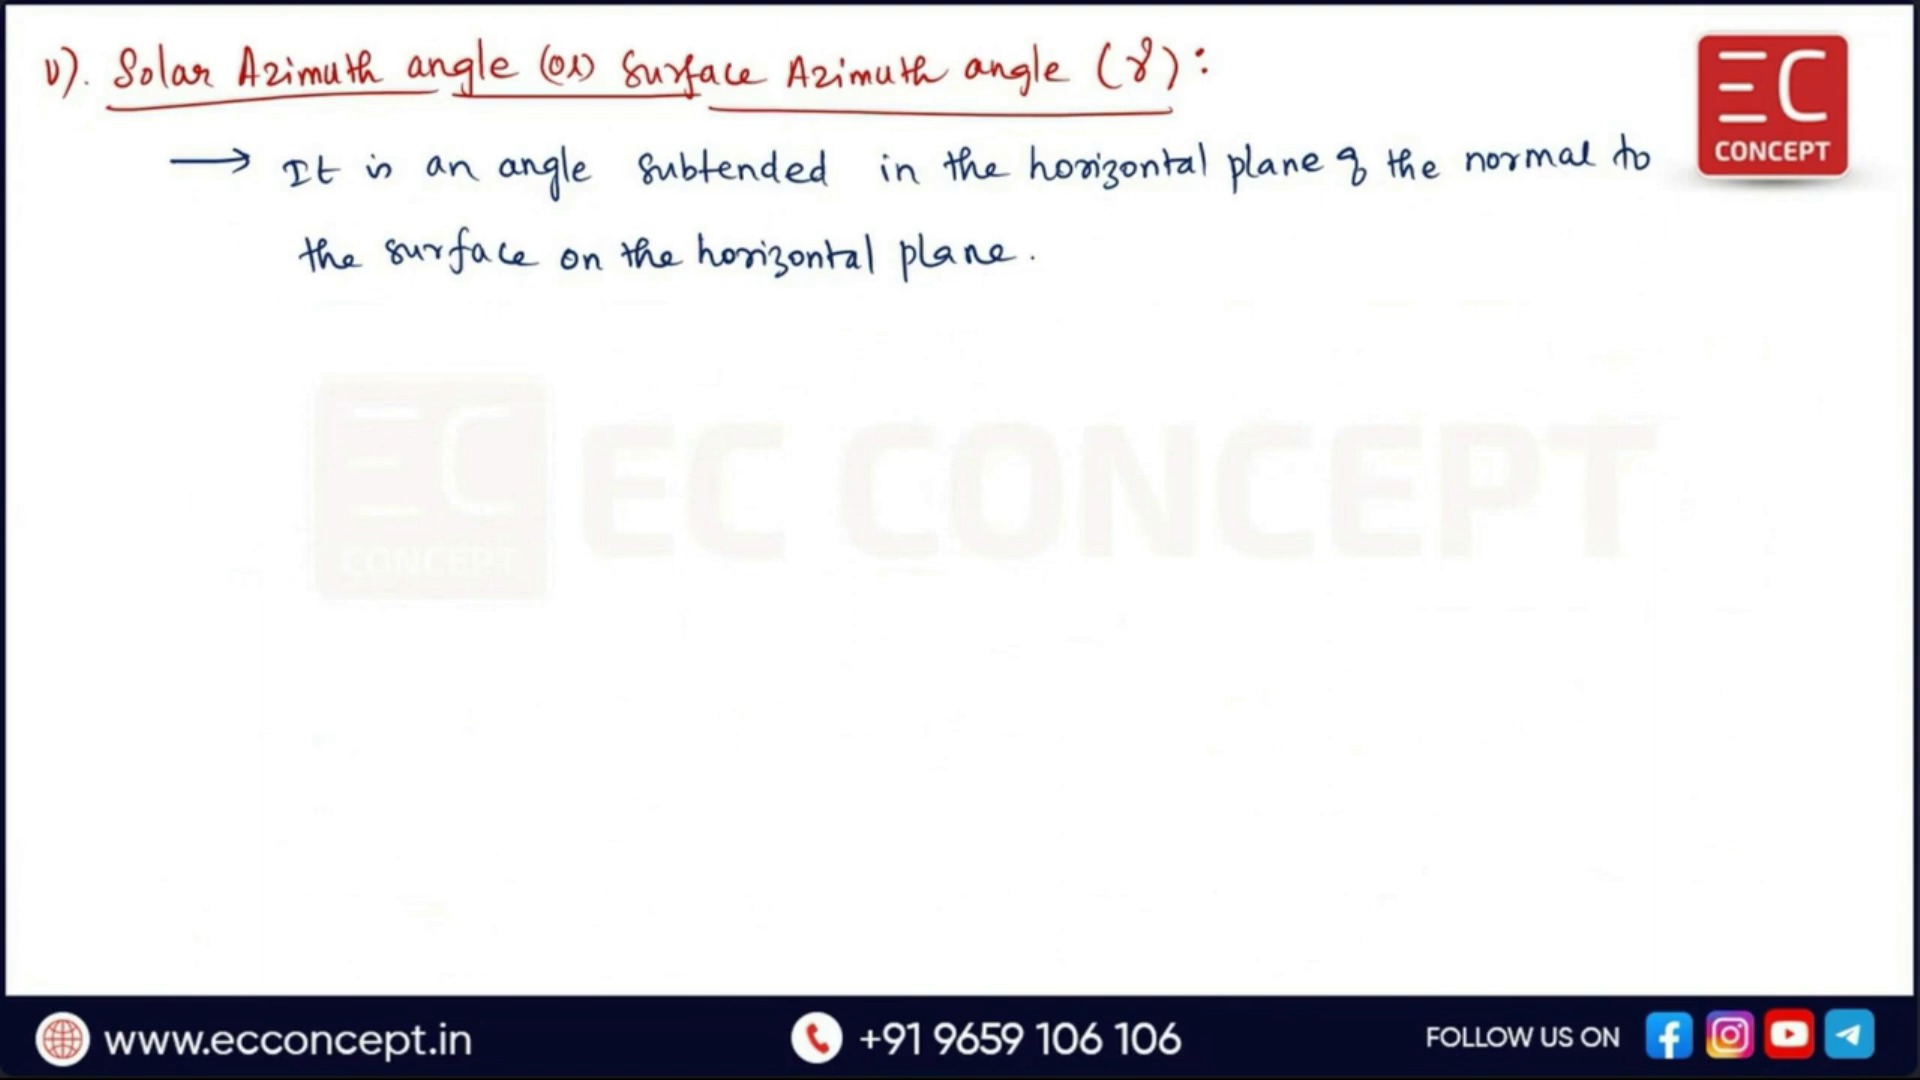 v). Solar Azimuth angle (or) Surface Azimuth angle (γ):
EC
CONCEPT
→ It is an angle subtended in the horizontal plane of the normal to
the surface on the horizontal plane.
EC CONCEPT
EC CONCEPT
www.ecconcept.in
+91 9659 106 106
FOLLOW US ON